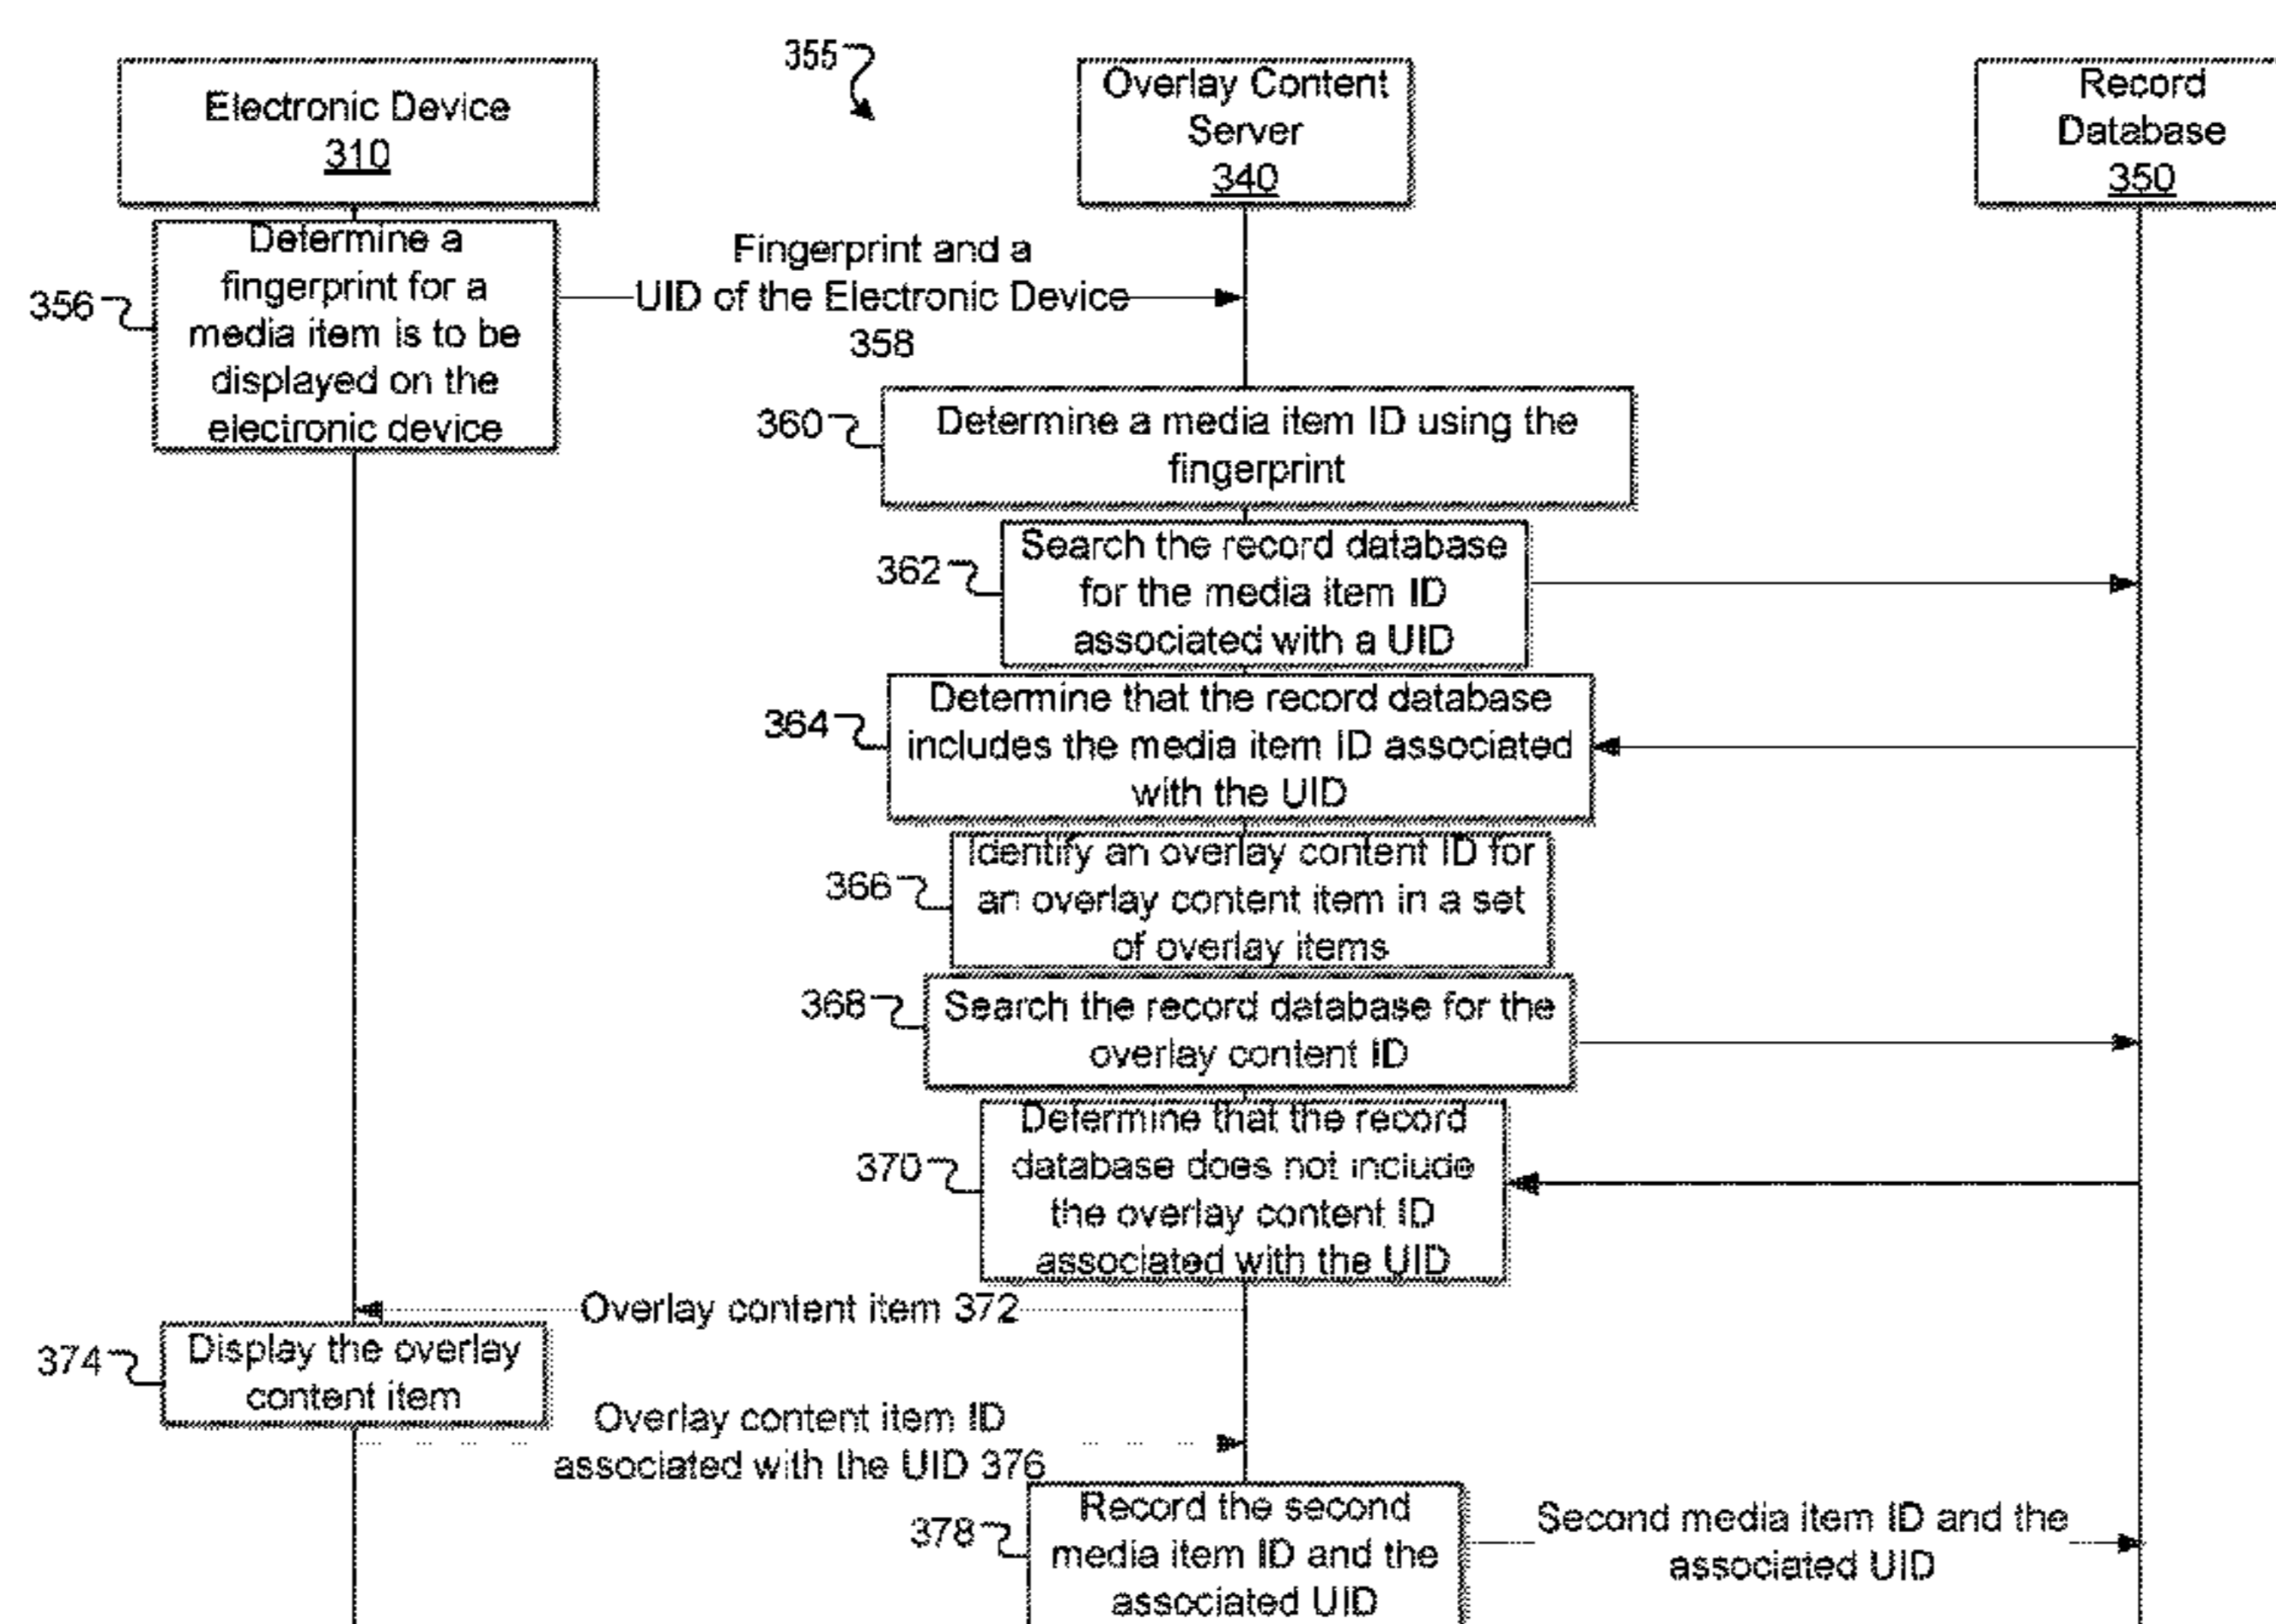 355
Electronic Device
310
Overlay Content
Server
340
Record
Database
350
356
Determine a
fingerprint for a
media item is to be
displayed on the
electronic device
Fingerprint and a
UID of the Electronic Device
358
360
Determine a media item ID using the
fingerprint
362
Search the record database
for the media item ID
associated with a UID
364
Determine that the record database
includes the media item ID associated
with the UID
366
Identify an overlay content ID for
an overlay content item in a set
of overlay items
368
Search the record database for the
overlay content ID
370
Determine that the record
database does not include
the overlay content ID
associated with the UID
Overlay content item 372
374
Display the overlay
content item
Overlay content item ID
associated with the UID 376
378
Record the second
media item ID and the
associated UID
Second media item ID and the
associated UID